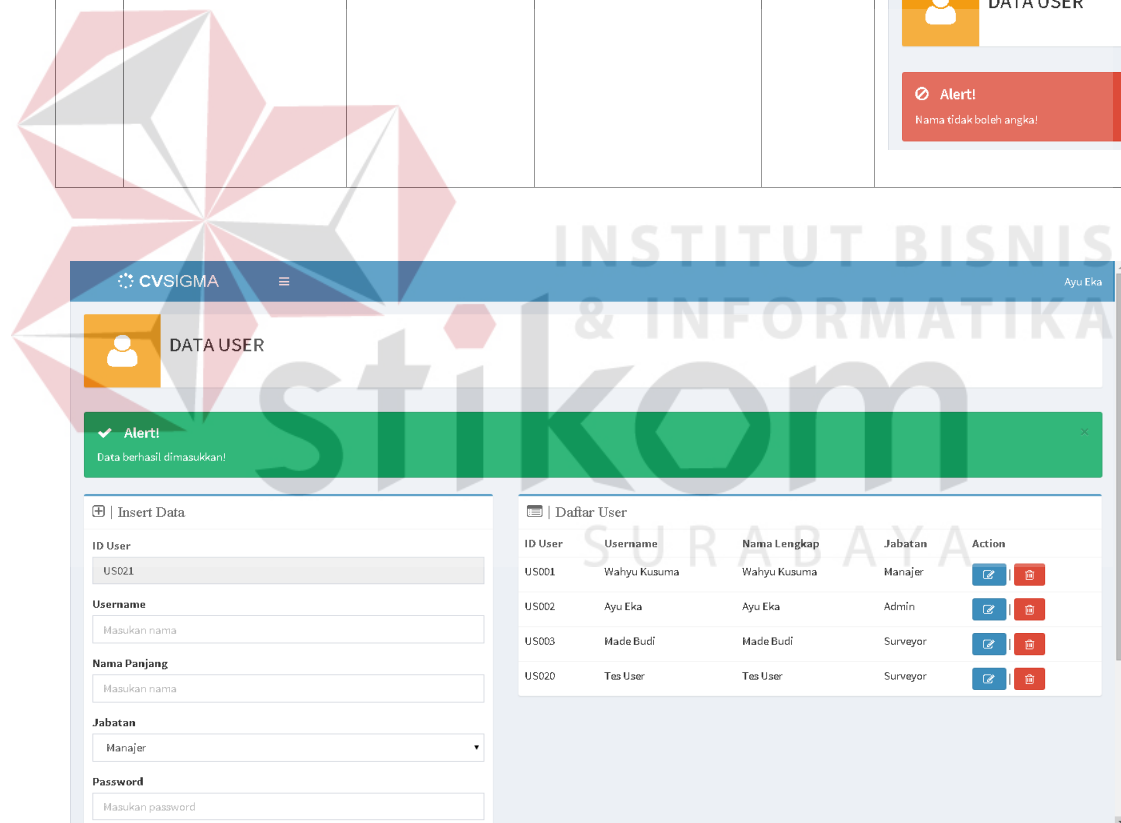 DATA USER
Alert!
Nama tidak boleh angka!
INSTITUT BISNIS
& INFORMATIKA
stikom
SURABAYA
CVSIGMA
Ayu Eka
DATA USER
Alert!
×
Data berhasil dimasukkan!
| Insert Data
ID User
US021
Username
Masukan nama
Nama Panjang
Masukan nama
Jabatan
Manajer
Password
Masukan password
| Daftar User
ID User Username Nama Lengkap Jabatan Action
US001 Wahyu Kusuma Wahyu Kusuma Manajer |
US002 Ayu Eka Ayu Eka Admin |
US003 Made Budi Made Budi Surveyor |
US020 Tes User Tes User Surveyor |